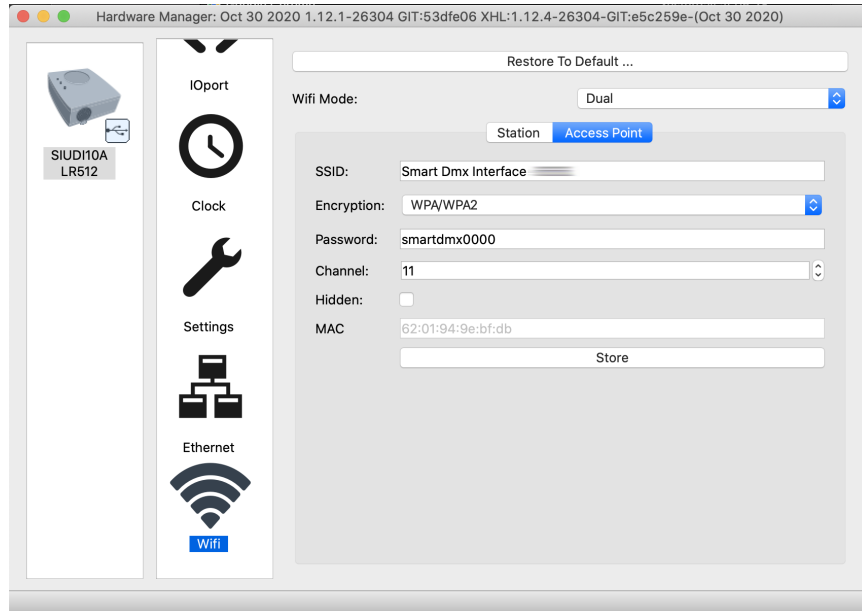 Hardware Manager: Oct 30 2020 1.12.1-26304 GIT:53dfe06 XHL:1.12.4-26304-GIT:e5c259e-(Oct 30 2020)
SIUDI10A
LR512
IOport
Clock
Settings
Ethernet
Wifi
Restore To Default ...
Wifi Mode:
Dual
Station
Access Point
SSID:
Smart Dmx Interface
Encryption:
WPA/WPA2
Password:
smartdmx0000
Channel:
11
Hidden:
MAC
62:01:94:9e:bf:db
Store